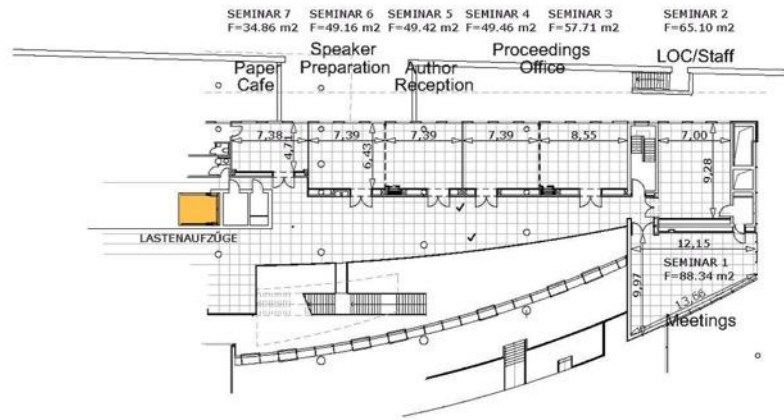 SEMINAR 7 SEMINAR 6 SEMINAR 5 SEMINAR 4 SEMINAR 3 SEMINAR 2
F=34.86 m2 F=49.16 m2 F=49.42 m2 F=49.46 m2 F=57.71 m2 F=65.10 m2
Speaker
Preparation
Proceedings
Office
LOC/Staff
Paper
Cafe
Author
Reception
7,38 7,39 7,39 7,39 8,55 7,00
4,71
6,43
9,28
LASTENAUFZÜGE
12,15
SEMINAR 1
F=88.34 m2
9,97
13,66
Meetings